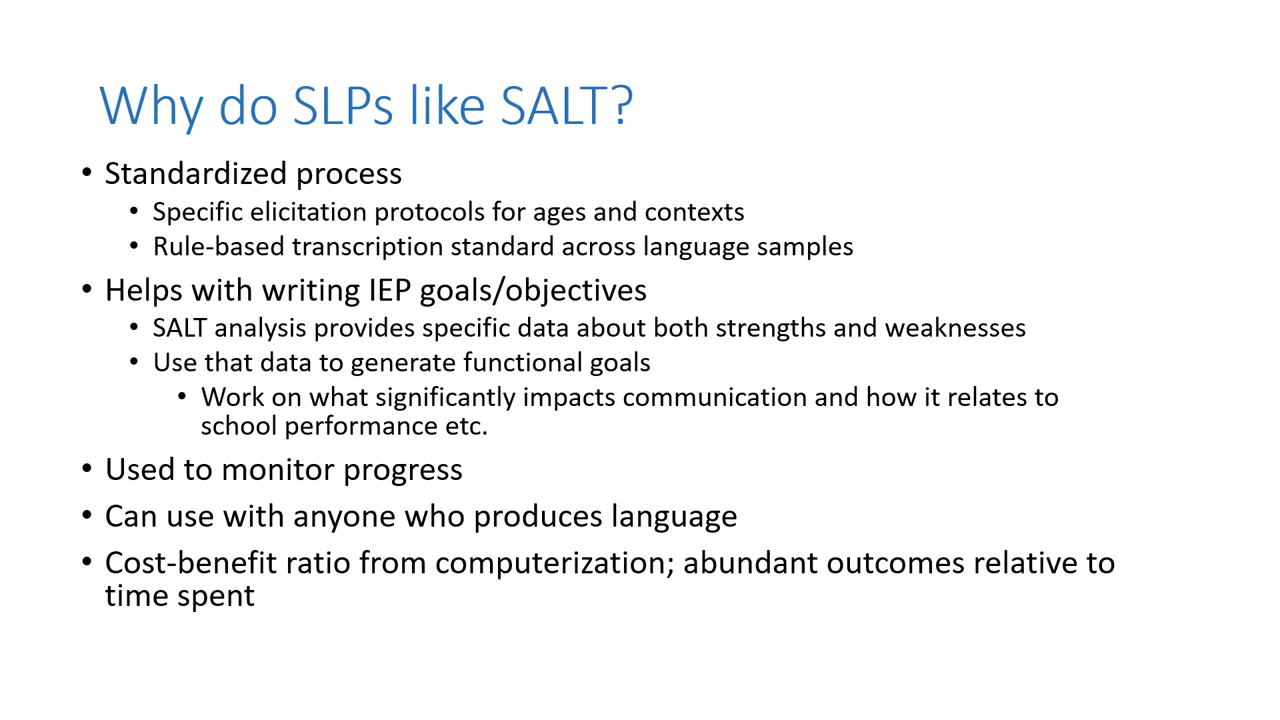 Why do SLPs like SALT?
• Standardized process
• Specific elicitation protocols for ages and contexts
• Rule-based transcription standard across language samples
• Helps with writing IEP goals/objectives
• SALT analysis provides specific data about both strengths and weaknesses
• Use that data to generate functional goals
• Work on what significantly impacts communication and how it relates to
school performance etc.
• Used to monitor progress
• Can use with anyone who produces language
• Cost-benefit ratio from computerization; abundant outcomes relative to
time spent